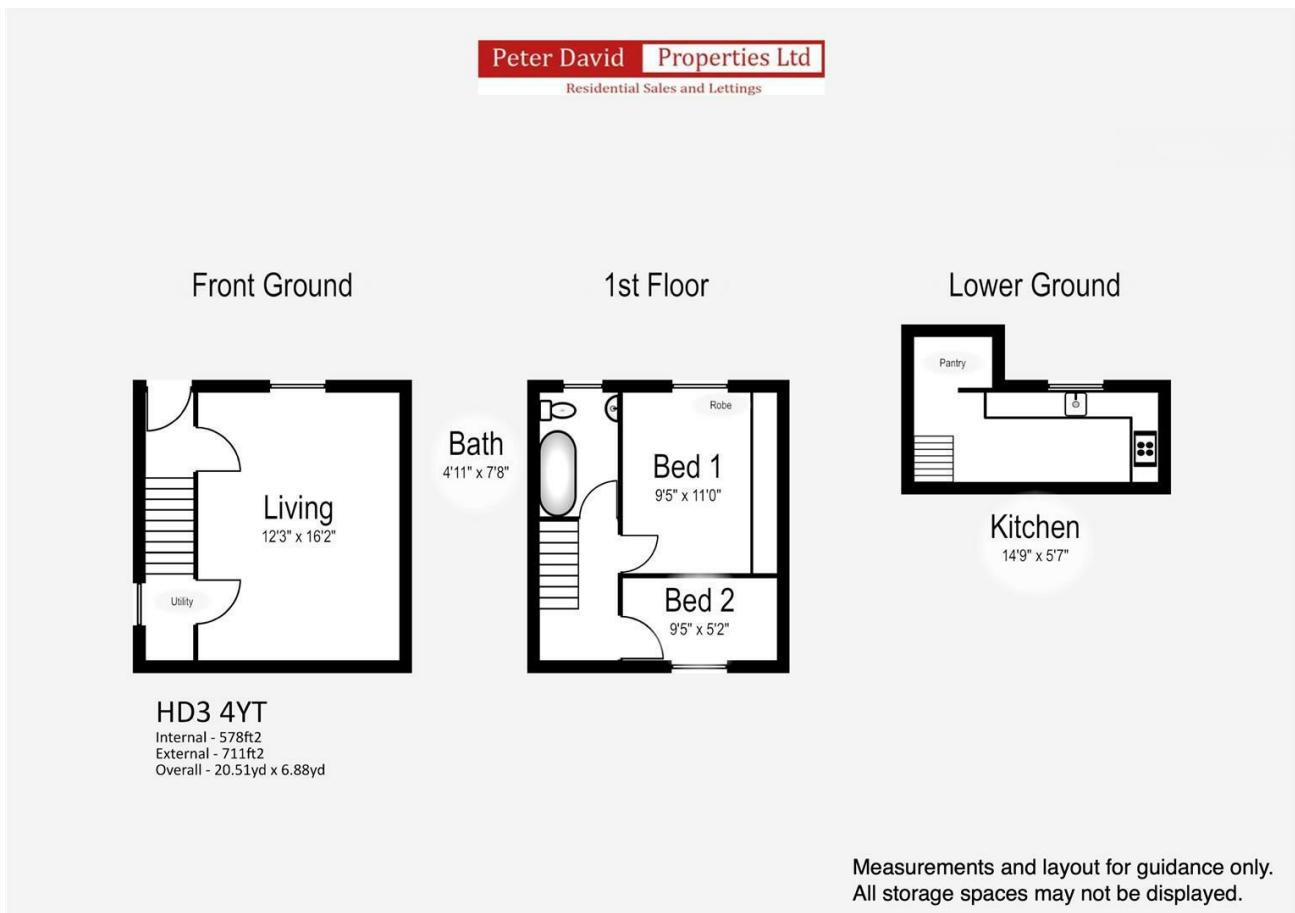 Peter David Properties Ltd
Residential Sales and Lettings
Front Ground
1st Floor
Lower Ground
Living
12'3" x 16'2"
Utility
Bath
4'11" x 7'8"
Robe
Bed 1
9'5" x 11'0"
Bed 2
9'5" x 5'2"
Pantry
Kitchen
14'9" x 5'7"
HD3 4YT
Internal - 578ft2
External - 711ft2
Overall - 20.51yd x 6.88yd
Measurements and layout for guidance only.
All storage spaces may not be displayed.